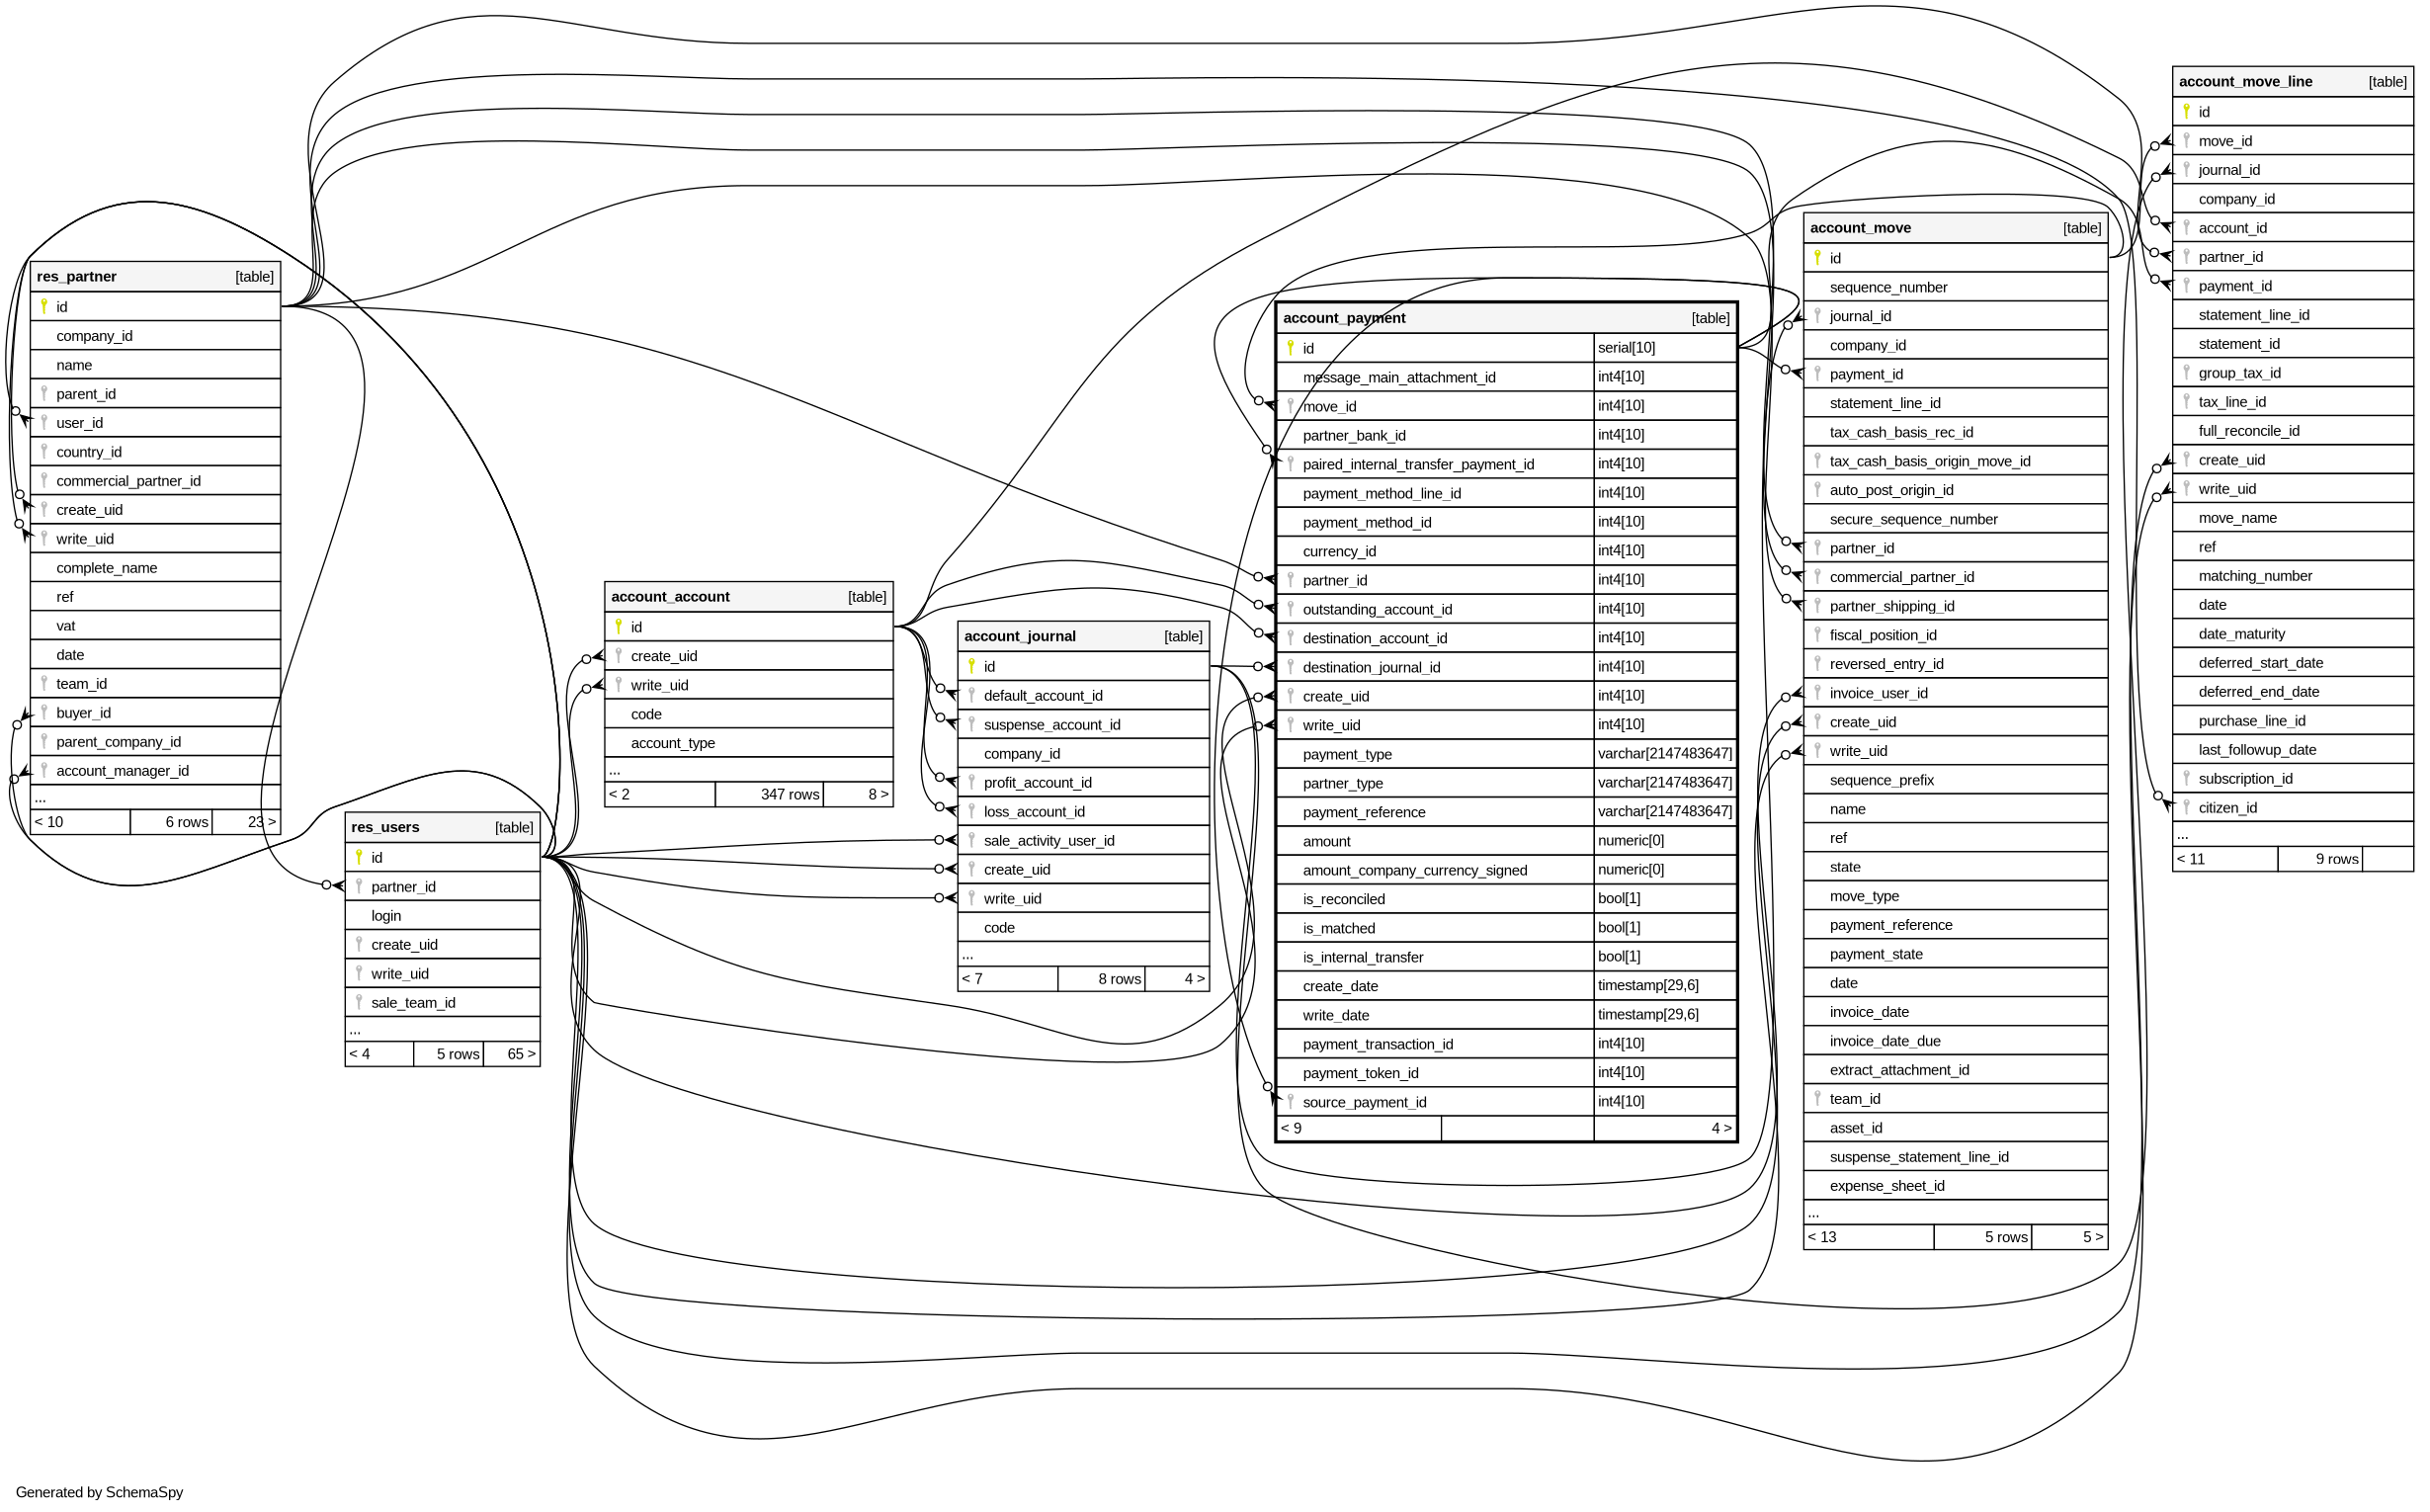 res_partner [table]
id
company_id
name
parent_id
user_id
country_id
commercial_partner_id
create_uid
write_uid
complete_name
ref
vat
date
team_id
buyer_id
parent_company_id
account_manager_id
...
< 10 6 rows 23 >
res_users [table]
id
partner_id
login
create_uid
write_uid
sale_team_id
...
< 4 5 rows 65 >
account_account [table]
id
create_uid
write_uid
code
account_type
...
< 2 347 rows 8 >
account_journal [table]
id
default_account_id
suspense_account_id
company_id
profit_account_id
loss_account_id
sale_activity_user_id
create_uid
write_uid
code
...
< 7 8 rows 4 >
account_payment [table]
id serial[10]
message_main_attachment_id int4[10]
move_id int4[10]
partner_bank_id int4[10]
paired_internal_transfer_payment_id int4[10]
payment_method_line_id int4[10]
payment_method_id int4[10]
currency_id int4[10]
partner_id int4[10]
outstanding_account_id int4[10]
destination_account_id int4[10]
destination_journal_id int4[10]
create_uid int4[10]
write_uid int4[10]
payment_type varchar[2147483647]
partner_type varchar[2147483647]
payment_reference varchar[2147483647]
amount numeric[0]
amount_company_currency_signed numeric[0]
is_reconciled bool[1]
is_matched bool[1]
is_internal_transfer bool[1]
create_date timestamp[29,6]
write_date timestamp[29,6]
payment_transaction_id int4[10]
payment_token_id int4[10]
source_payment_id int4[10]
< 9 4 >
account_move [table]
id
sequence_number
journal_id
company_id
payment_id
statement_line_id
tax_cash_basis_rec_id
tax_cash_basis_origin_move_id
auto_post_origin_id
secure_sequence_number
partner_id
commercial_partner_id
partner_shipping_id
fiscal_position_id
reversed_entry_id
invoice_user_id
create_uid
write_uid
sequence_prefix
name
ref
state
move_type
payment_reference
payment_state
date
invoice_date
invoice_date_due
extract_attachment_id
team_id
asset_id
suspense_statement_line_id
expense_sheet_id
...
< 13 5 rows 5 >
account_move_line [table]
id
move_id
journal_id
company_id
account_id
partner_id
payment_id
statement_line_id
statement_id
group_tax_id
tax_line_id
full_reconcile_id
create_uid
write_uid
move_name
ref
matching_number
date
date_maturity
deferred_start_date
deferred_end_date
purchase_line_id
last_followup_date
subscription_id
citizen_id
...
< 11 9 rows
Generated by SchemaSpy